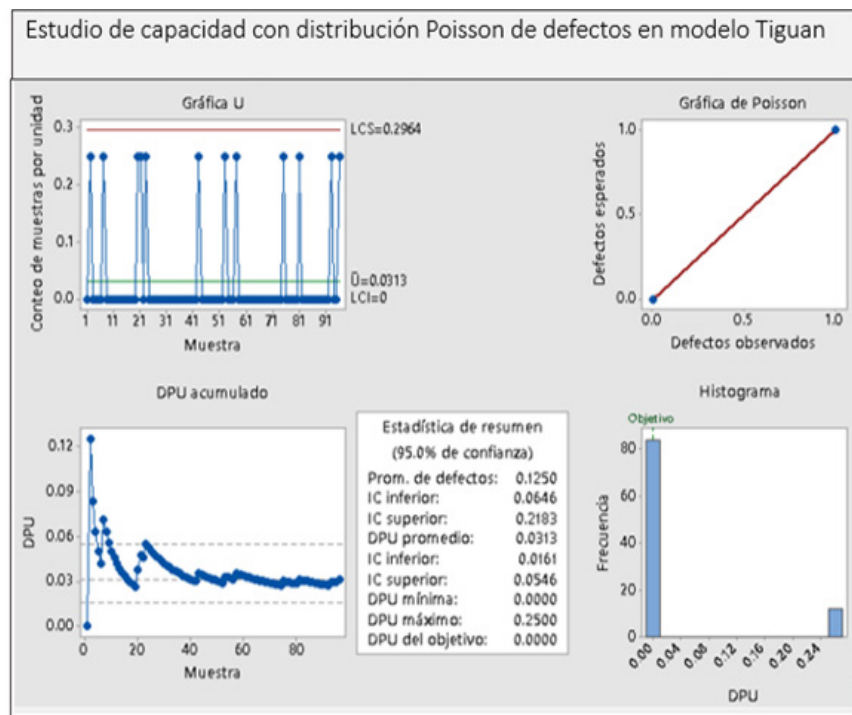 Estudio de capacidad con distribución Poisson de defectos en modelo Tiguan
Gráfica U
Conteo de muestras por unidad
0.3
0.2
0.1
0.0
LCS=0.2964
Ū=0.0313
LCI=0
1 11 21 31 41 51 61 71 81 91
Muestra
Gráfica de Poisson
Defectos esperados
1.0
0.5
0.0
0.0 0.5 1.0
Defectos observados
DPU acumulado
DPU
0.12
0.09
0.06
0.03
0.00
0 20 40 60 80
Muestra
Estadística de resumen
(95.0% de confianza)
Prom. de defectos: 0.1250
IC inferior: 0.0646
IC superior: 0.2183
DPU promedio: 0.0313
IC inferior: 0.0161
IC superior: 0.0546
DPU mínima: 0.0000
DPU máximo: 0.2500
DPU del objetivo: 0.0000
Histograma
Objetivo
Frecuencia
80
60
40
20
0
0.00 0.04 0.08 0.12 0.16 0.20 0.24
DPU